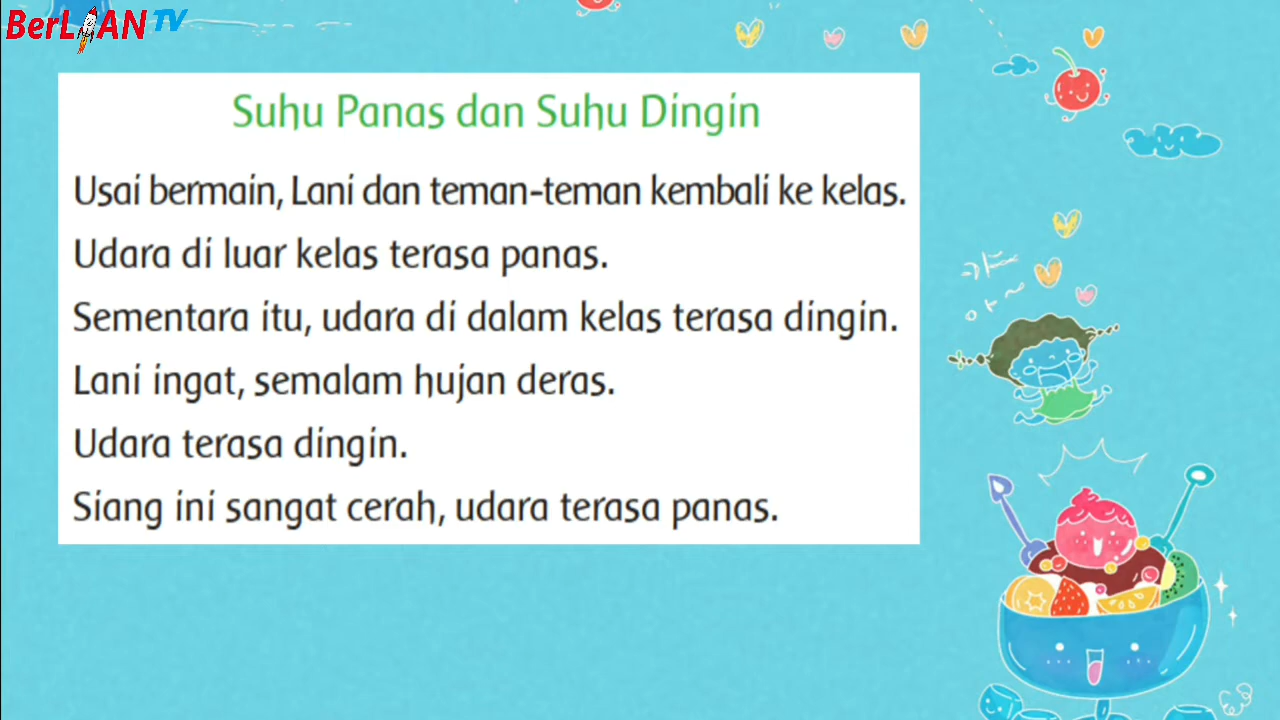 BerLIAN TV
Suhu Panas dan Suhu Dingin
Usai bermain, Lani dan teman-teman kembali ke kelas.
Udara di luar kelas terasa panas.
Sementara itu, udara di dalam kelas terasa dingin.
Lani ingat, semalam hujan deras.
Udara terasa dingin.
Siang ini sangat cerah, udara terasa panas.